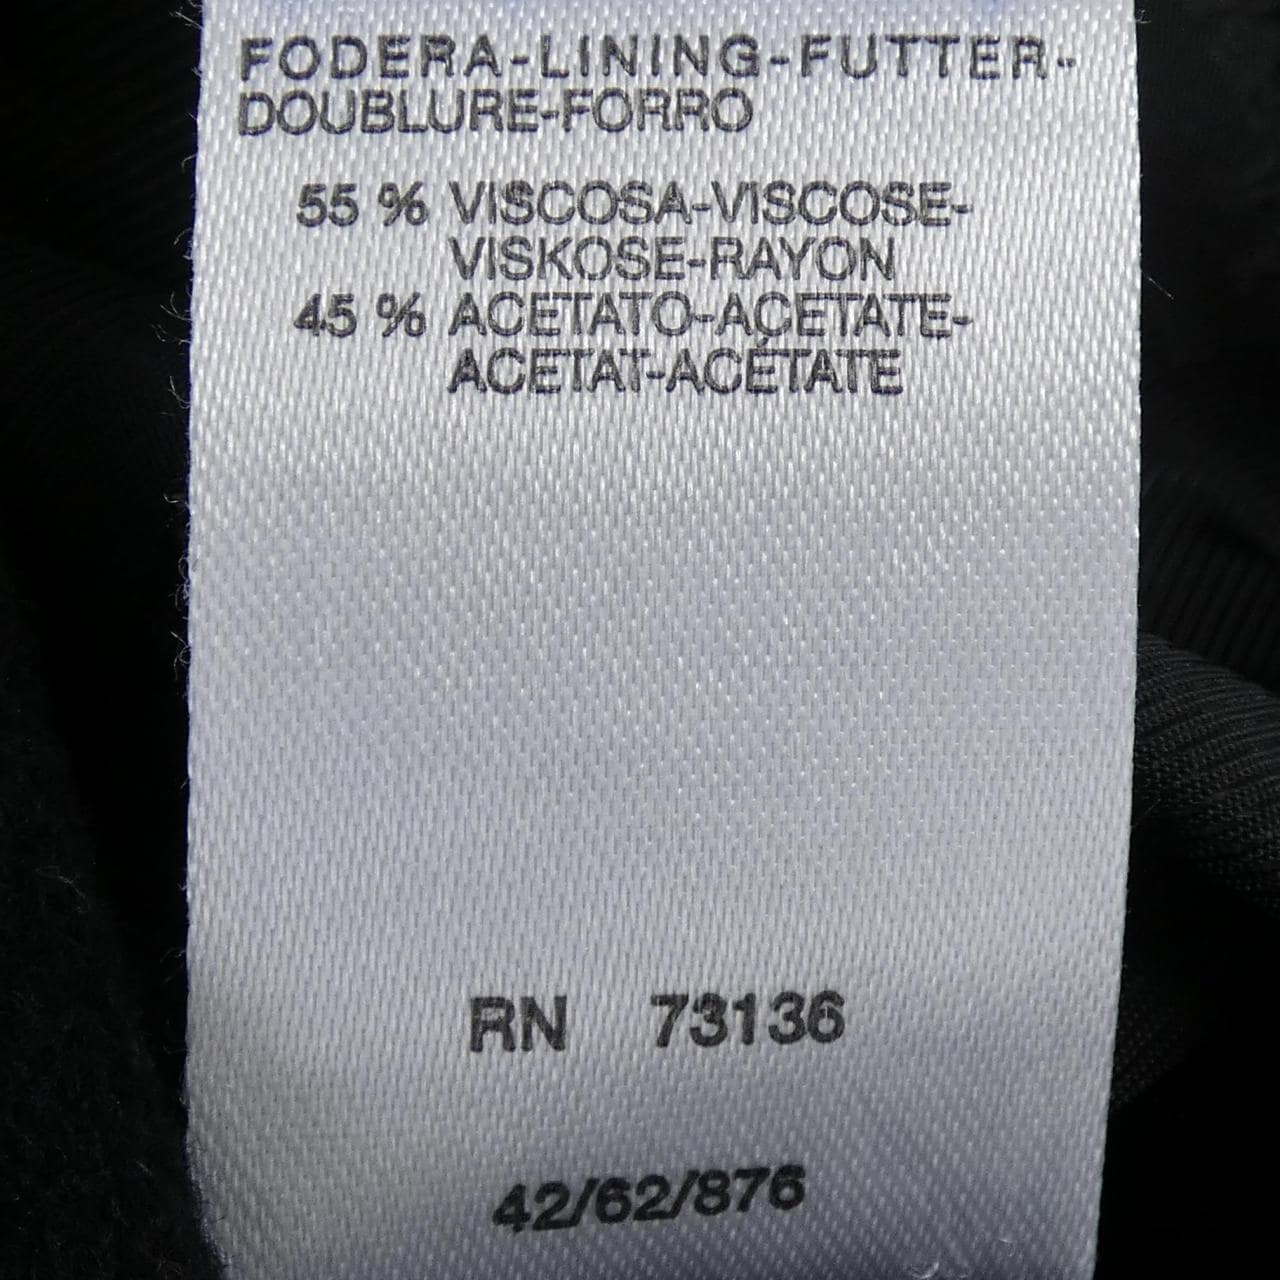 FODERA-LINING-FUTTER-
DOUBLURE-FORRO
55 % VISCOSA-VISCOSE-
VISKOSE-RAYON
45 % ACETATO-ACETATE-
ACETAT-ACÉTATE
RN 73136
42/62/876